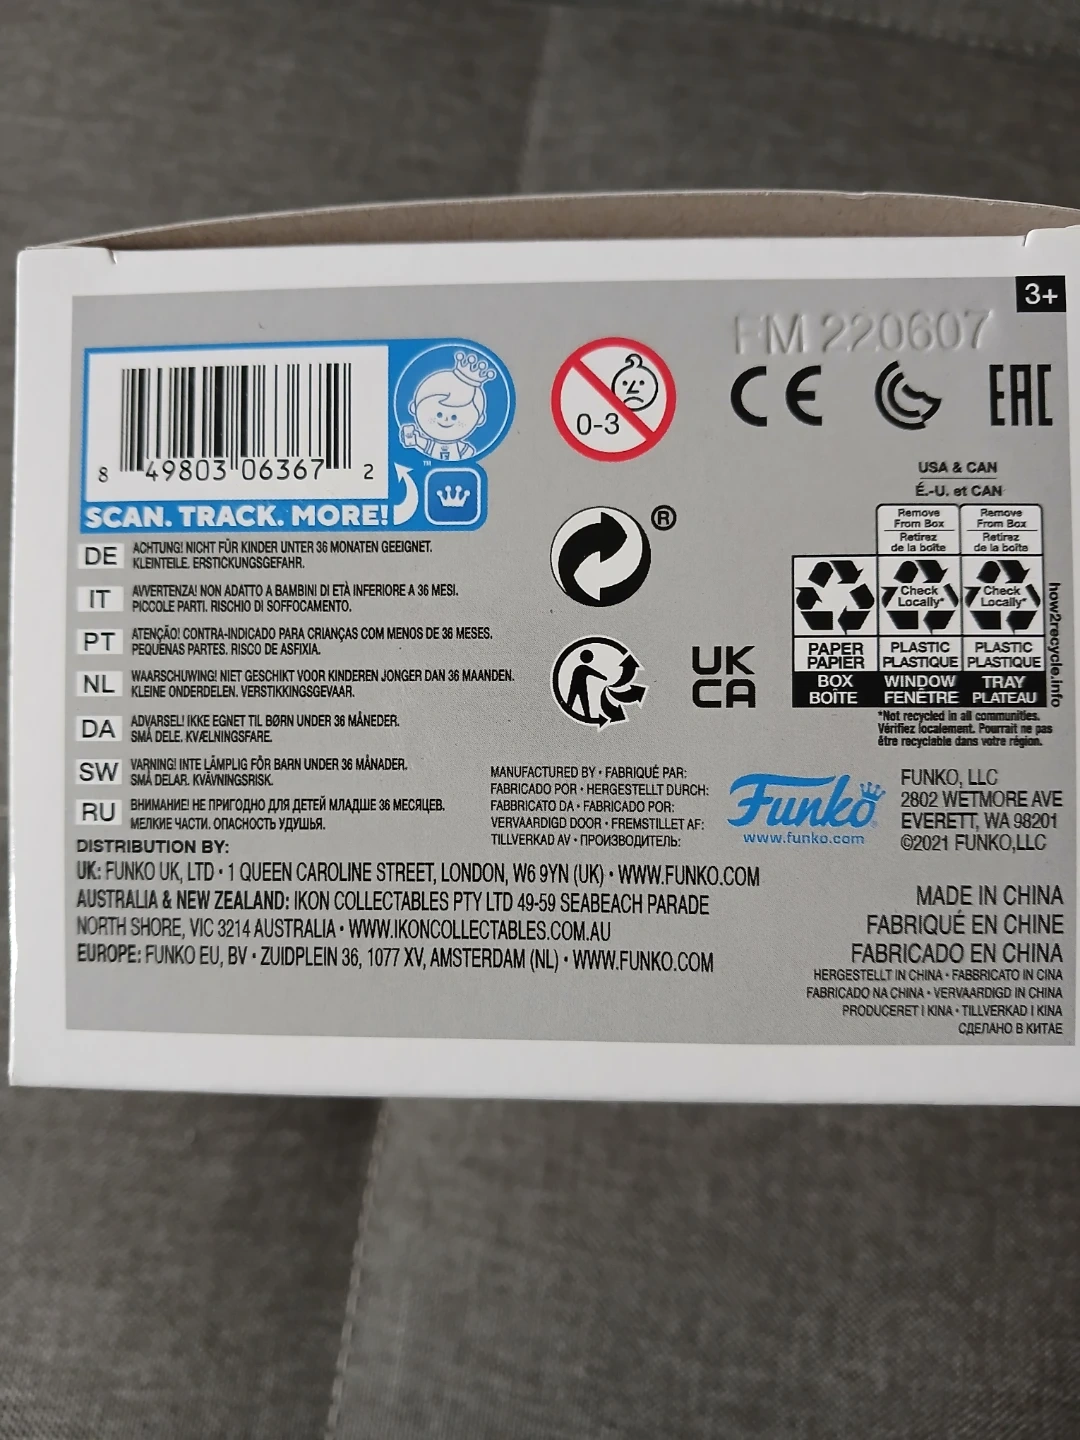 3+
FM 220607
8 49803 06367 2
™
SCAN. TRACK. MORE!
0-3
CE
EAC
DE ACHTUNG! NICHT FÜR KINDER UNTER 36 MONATEN GEEIGNET.
KLEINTEILE. ERSTICKUNGSGEFAHR.
IT AVVERTENZA! NON ADATTO A BAMBINI DI ETÀ INFERIORE A 36 MESI.
PICCOLE PARTI. RISCHIO DI SOFFOCAMENTO.
PT ATENÇÃO! CONTRA-INDICADO PARA CRIANÇAS COM MENOS DE 36 MESES.
PEQUENAS PARTES. RISCO DE ASFIXIA.
NL WAARSCHUWING! NIET GESCHIKT VOOR KINDEREN JONGER DAN 36 MAANDEN.
KLEINE ONDERDELEN. VERSTIKKINGSGEVAAR.
DA ADVARSEL! IKKE EGNET TIL BØRN UNDER 36 MÅNEDER.
SMÅ DELE. KVÆLNINGSFARE.
SW VARNING! INTE LÄMPLIG FÖR BARN UNDER 36 MÅNADER.
SMÅ DELAR. KVÄVNINGSRISK.
RU ВНИМАНИЕ! НЕ ПРИГОДНО ДЛЯ ДЕТЕЙ МЛАДШЕ 36 МЕСЯЦЕВ.
МЕЛКИЕ ЧАСТИ. ОПАСНОСТЬ УДУШЬЯ.
®
UK
CA
USA & CAN
É.-U. et CAN
Remove
From Box
Retirez
de la boîte
Remove
From Box
Retirez
de la boîte
Check
Locally*
Check
Locally*
PAPER
PAPIER
PLASTIC
PLASTIQUE
PLASTIC
PLASTIQUE
BOX
BOÎTE
WINDOW
FENÊTRE
TRAY
PLATEAU
how2recycle.info
*Not recycled in all communities.
Vérifiez localement. Pourrait ne pas
être recyclable dans votre région.
MANUFACTURED BY • FABRIQUÉ PAR:
FABRICADO POR • HERGESTELLT DURCH:
FABBRICATO DA • FABRICADO POR:
VERVAARDIGD DOOR • FREMSTILLET AF:
TILLVERKAD AV • ПРОИЗВОДИТЕЛЬ:
Funko
www.funko.com
FUNKO, LLC
2802 WETMORE AVE
EVERETT, WA 98201
©2021 FUNKO,LLC
DISTRIBUTION BY:
UK: FUNKO UK, LTD • 1 QUEEN CAROLINE STREET, LONDON, W6 9YN (UK) • WWW.FUNKO.COM
AUSTRALIA & NEW ZEALAND: IKON COLLECTABLES PTY LTD 49-59 SEABEACH PARADE
NORTH SHORE, VIC 3214 AUSTRALIA • WWW.IKONCOLLECTABLES.COM.AU
EUROPE: FUNKO EU, BV • ZUIDPLEIN 36, 1077 XV, AMSTERDAM (NL) • WWW.FUNKO.COM
MADE IN CHINA
FABRIQUÉ EN CHINE
FABRICADO EN CHINA
HERGESTELLT IN CHINA • FABBRICATO IN CINA
FABRICADO NA CHINA • VERVAARDIGD IN CHINA
PRODUCERET I KINA • TILLVERKAD I KINA
СДЕЛАНО В КИТАЕ